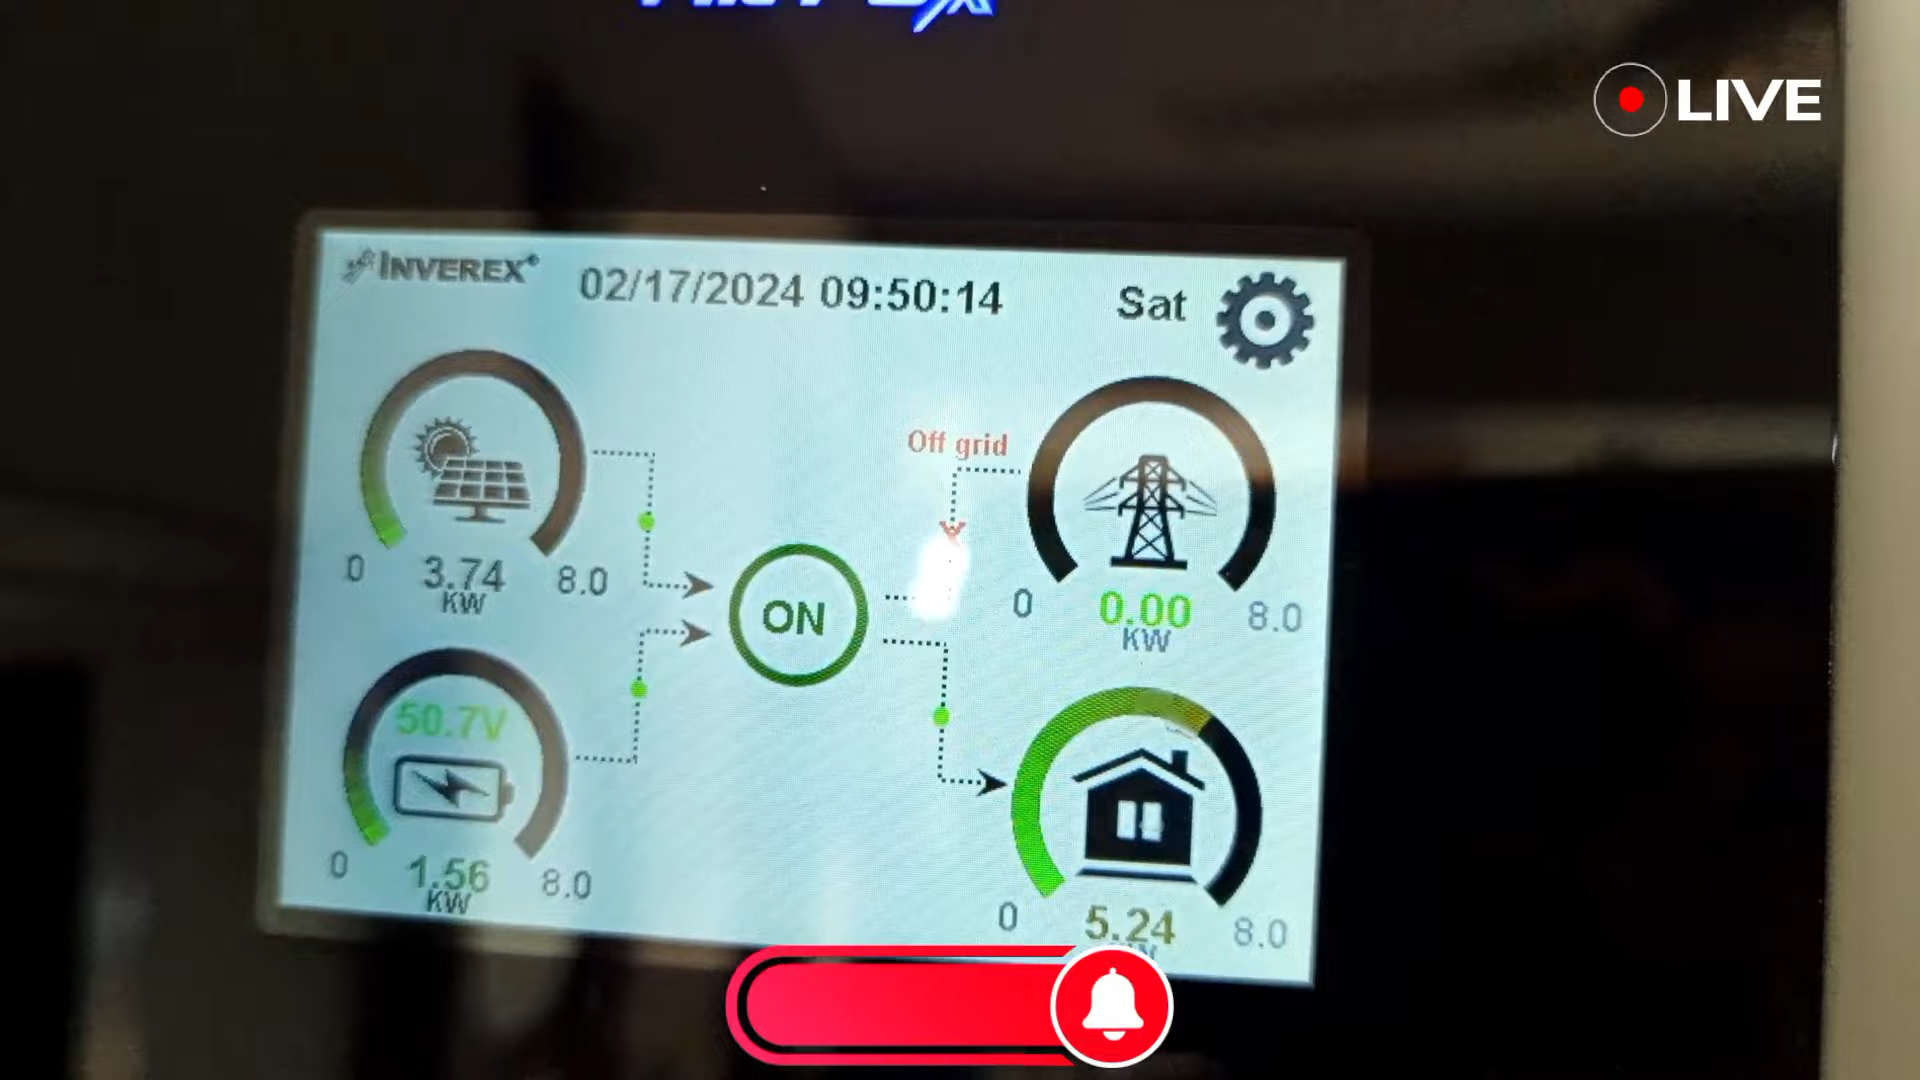 LIVE
INVEREX®
02/17/2024 09:50:14
Sat
Off grid
0
3.74
KW
8.0
ON
0
0.00
KW
8.0
50.7V
0
1.56
KW
8.0
0
5.24
8.0